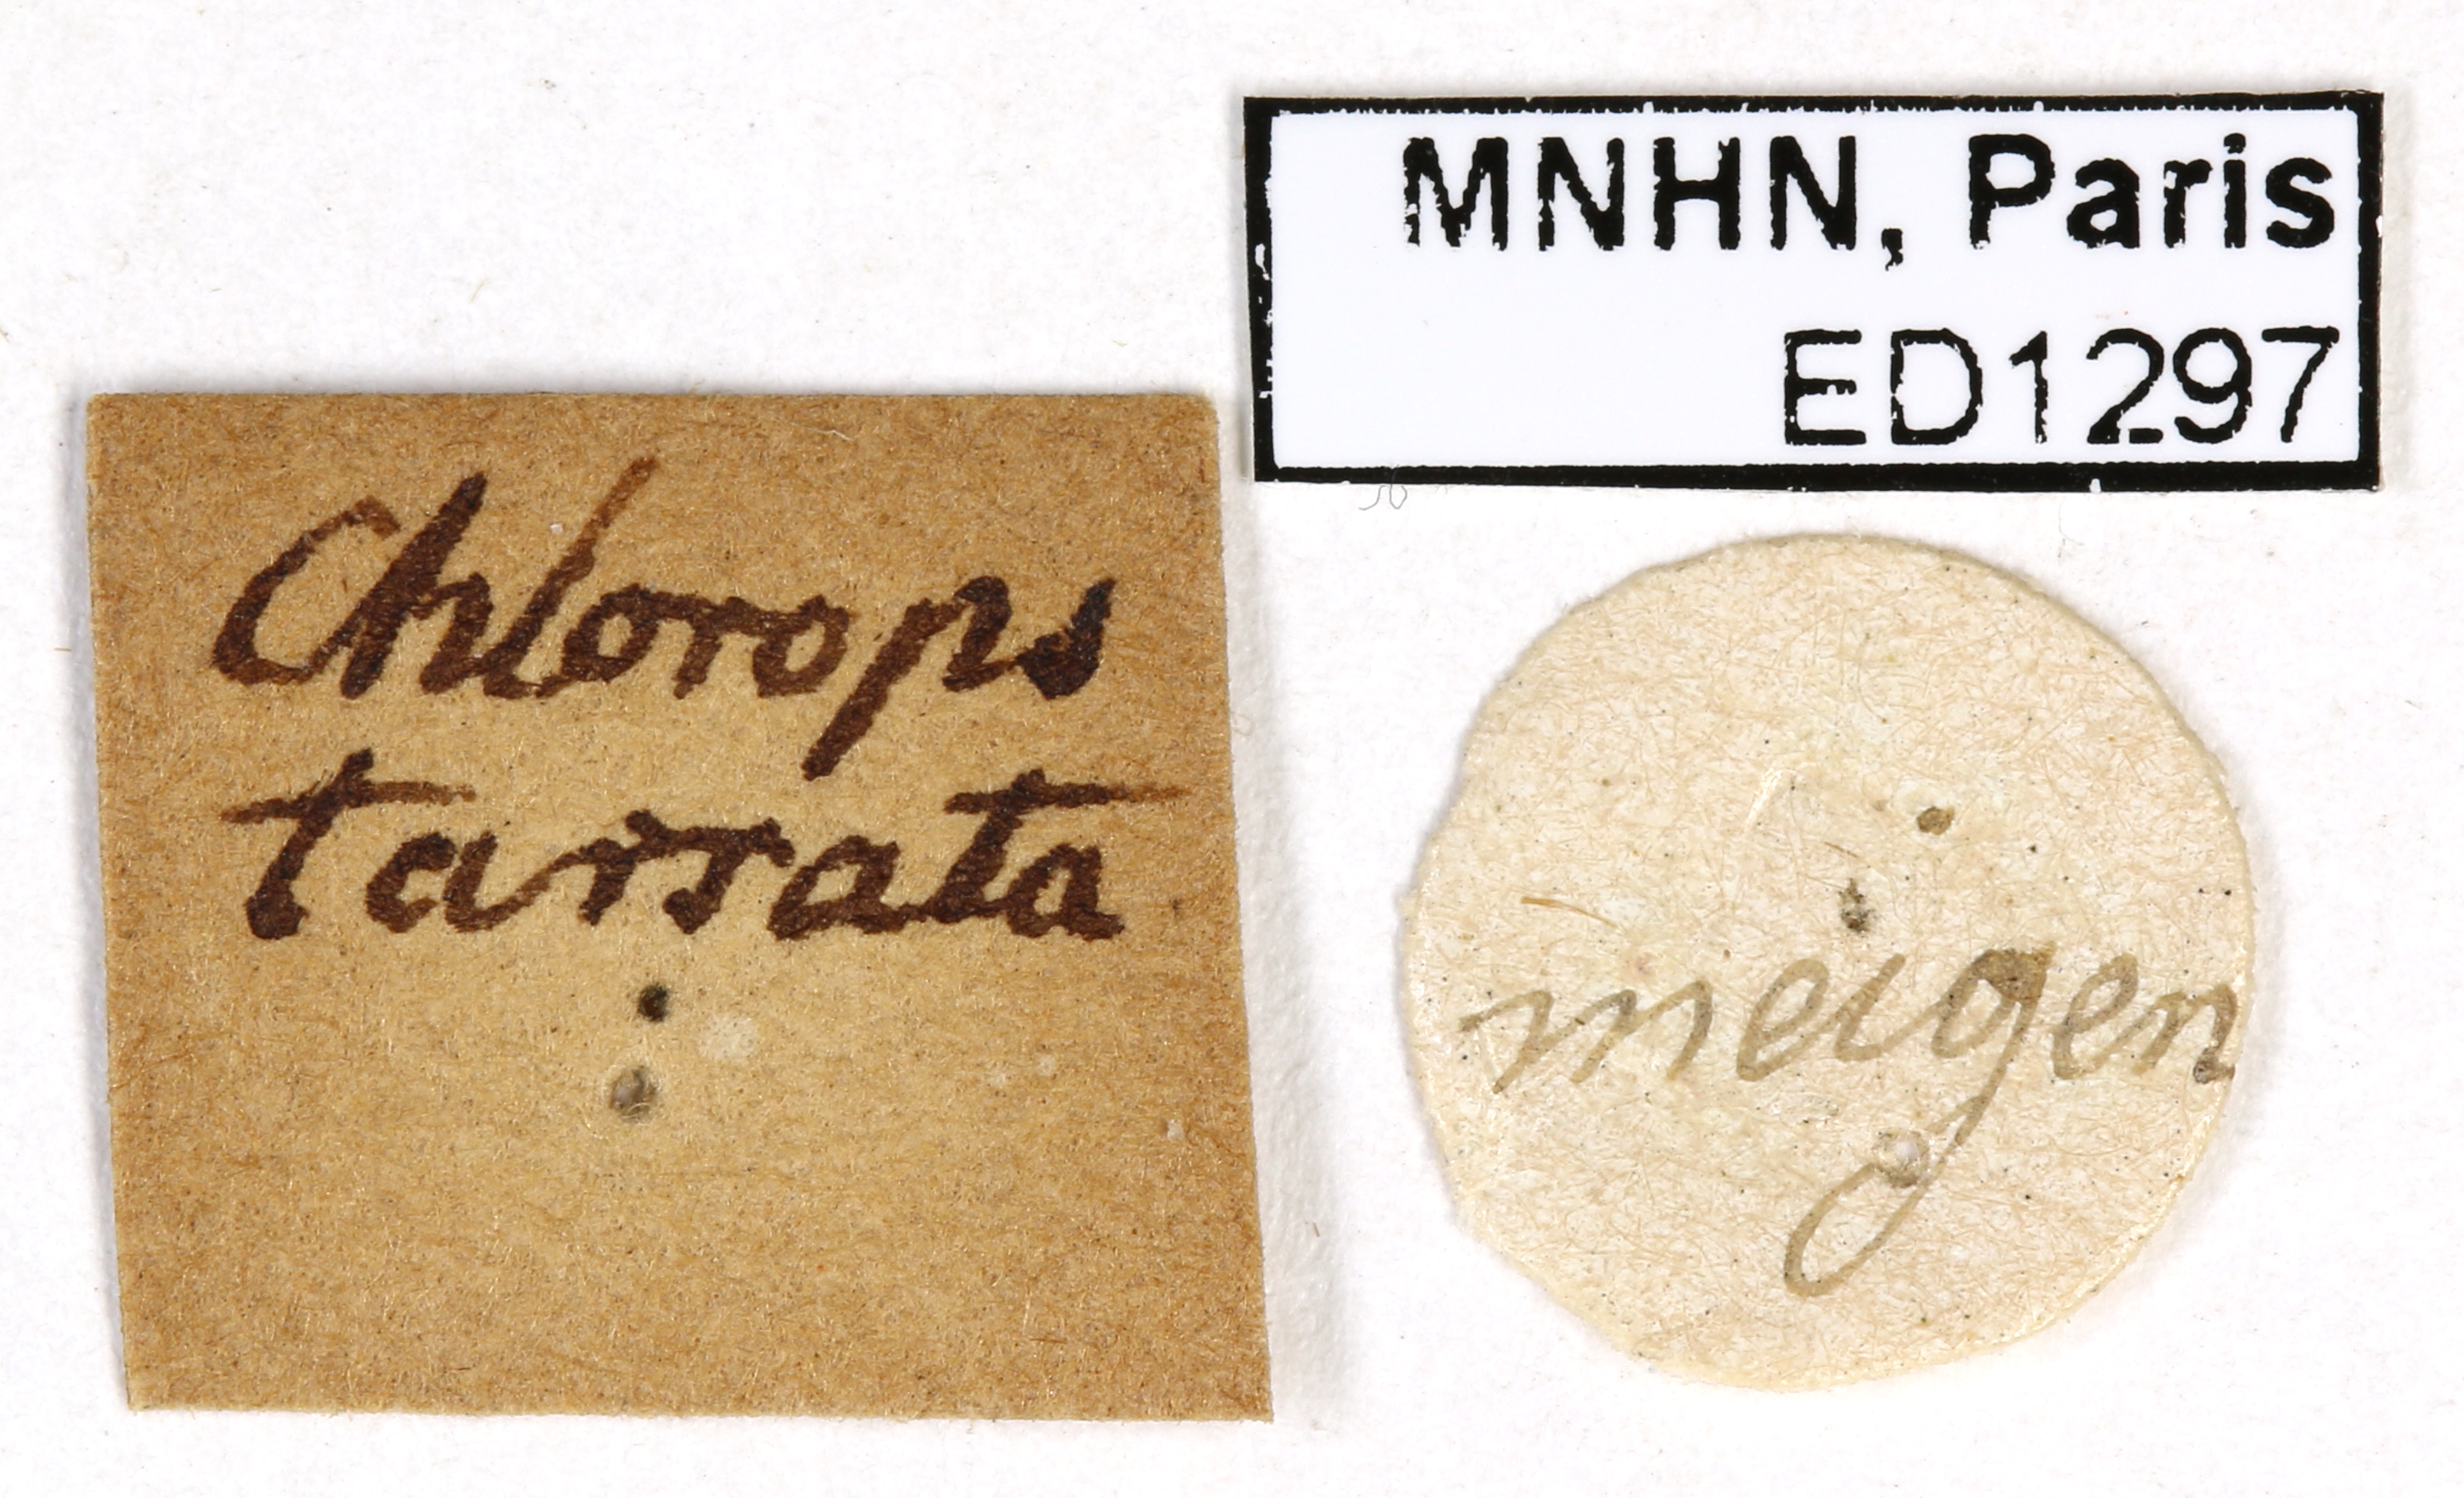 Chlorops
tarsata
MNHN, Paris
ED1297
meigen